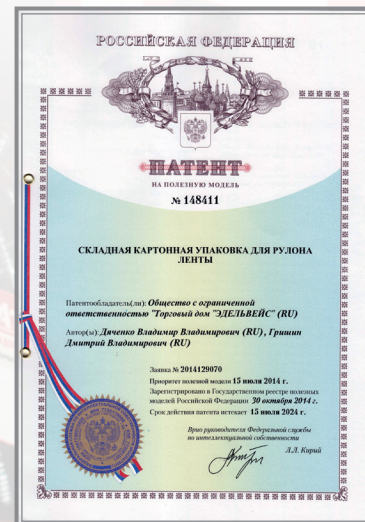 РОССИЙСКАЯ ФЕДЕРАЦИЯ
ПАТЕНТ
НА ПОЛЕЗНУЮ МОДЕЛЬ
№ 148411
СКЛАДНАЯ КАРТОННАЯ УПАКОВКА ДЛЯ РУЛОНА
ЛЕНТЫ
Патентообладатель(ли): Общество с ограниченной
ответственностью "Торговый дом "ЭДЕЛЬВЕЙС" (RU)
Автор(ы): Дяченко Владимир Владимирович (RU), Гришин
Дмитрий Владимирович (RU)
Заявка № 2014129070
Приоритет полезной модели 15 июля 2014 г.
Зарегистрировано в Государственном реестре полезных
моделей Российской Федерации 30 октября 2014 г.
Срок действия патента истекает 15 июля 2024 г.
Врио руководителя Федеральной службы
по интеллектуальной собственности
Л.Л. Кирий